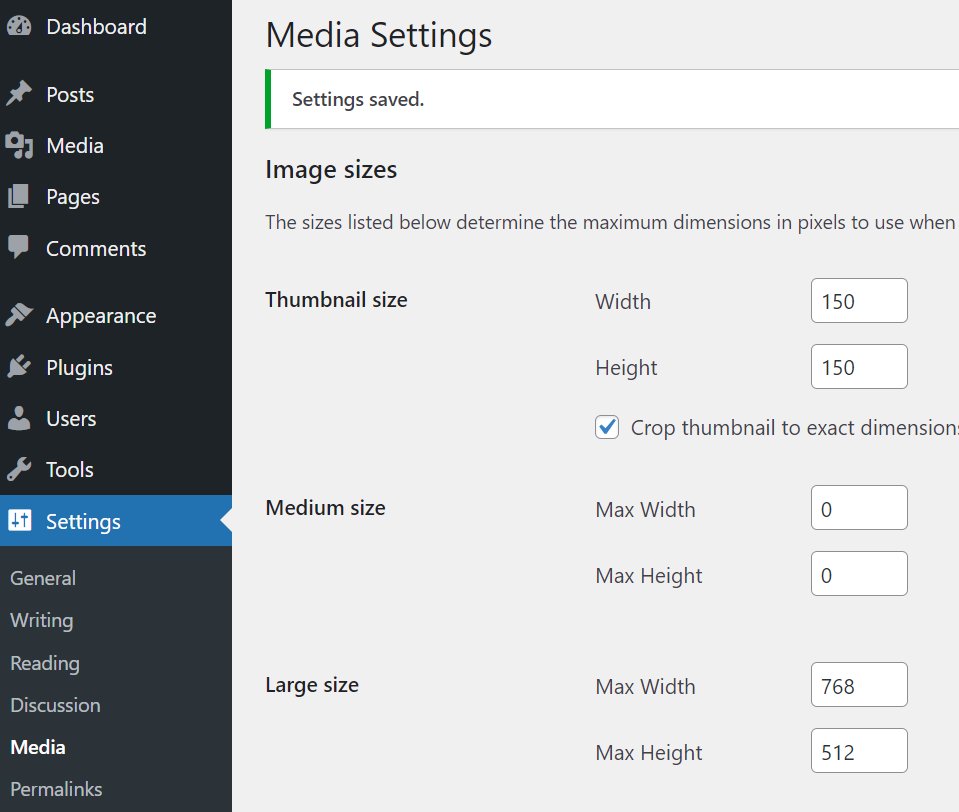 Dashboard
Posts
Media
Pages
Comments
Appearance
Plugins
Users
Tools
Settings
General
Writing
Reading
Discussion
Media
Permalinks
Media Settings
Settings saved.
Image sizes
The sizes listed below determine the maximum dimensions in pixels to use when
Thumbnail size
Width 150
Height 150
Crop thumbnail to exact dimensions
Medium size
Max Width 0
Max Height 0
Large size
Max Width 768
Max Height 512